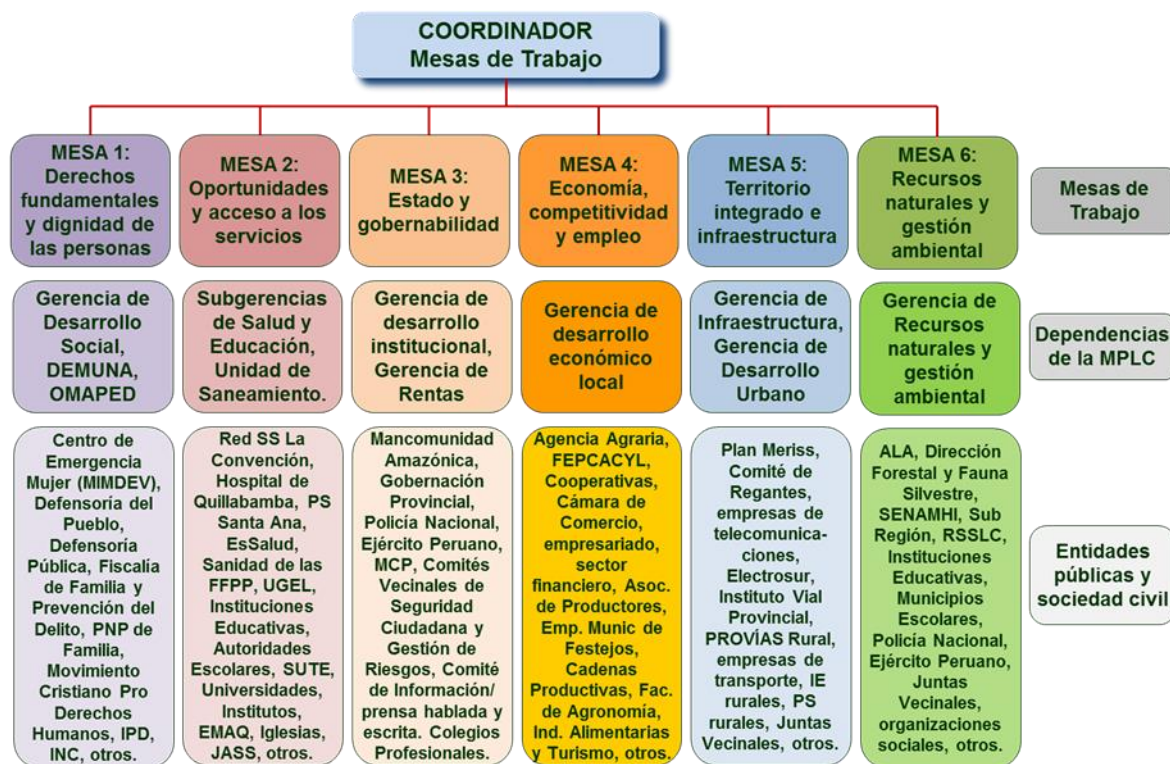 COORDINADOR
Mesas de Trabajo
MESA 1:
Derechos
fundamentales
y dignidad de
las personas
MESA 2:
Oportunidades
y acceso a los
servicios
MESA 3:
Estado y
gobernabilidad
MESA 4:
Economía,
competitividad
y empleo
MESA 5:
Territorio
integrado e
infraestructura
MESA 6:
Recursos
naturales y
gestión
ambiental
Mesas de
Trabajo
Gerencia de
Desarrollo
Social,
DEMUNA,
OMAPED
Subgerencias
de Salud y
Educación,
Unidad de
Saneamiento.
Gerencia de
desarrollo
institucional,
Gerencia de
Rentas
Gerencia de
desarrollo
económico
local
Gerencia de
Infraestructura,
Gerencia de
Desarrollo
Urbano
Gerencia de
Recursos
naturales y
gestión
ambiental
Dependencias
de la MPLC
Centro de
Emergencia
Mujer (MIMDEV),
Defensoría del
Pueblo,
Defensoría
Pública, Fiscalía
de Familia y
Prevención del
Delito, PNP de
Familia,
Movimiento
Cristiano Pro
Derechos
Humanos, IPD,
INC, otros.
Red SS La
Convención,
Hospital de
Quillabamba, PS
Santa Ana,
EsSalud,
Sanidad de las
FFPP, UGEL,
Instituciones
Educativas,
Autoridades
Escolares, SUTE,
Universidades,
Institutos,
EMAQ, Iglesias,
JASS, otros.
Mancomunidad
Amazónica,
Gobernación
Provincial,
Policía Nacional,
Ejército Peruano,
MCP, Comités
Vecinales de
Seguridad
Ciudadana y
Gestión de
Riesgos, Comité
de Información/
prensa hablada y
escrita. Colegios
Profesionales.
Agencia Agraria,
FEPCACYL,
Cooperativas,
Cámara de
Comercio,
empresariado,
sector
financiero, Asoc.
de Productores,
Emp. Munic de
Festejos,
Cadenas
Productivas, Fac.
de Agronomía,
Ind. Alimentarias
y Turismo, otros.
Plan Meriss,
Comité de
Regantes,
empresas de
telecomunica-
ciones,
Electrosur,
Instituto Vial
Provincial,
PROVÍAS Rural,
empresas de
transporte, IE
rurales, PS
rurales, Juntas
Vecinales, otros.
ALA, Dirección
Forestal y Fauna
Silvestre,
SENAMHI, Sub
Región, RSSLC,
Instituciones
Educativas,
Municipios
Escolares,
Policía Nacional,
Ejército Peruano,
Juntas
Vecinales,
organizaciones
sociales, otros.
Entidades
públicas y
sociedad civil